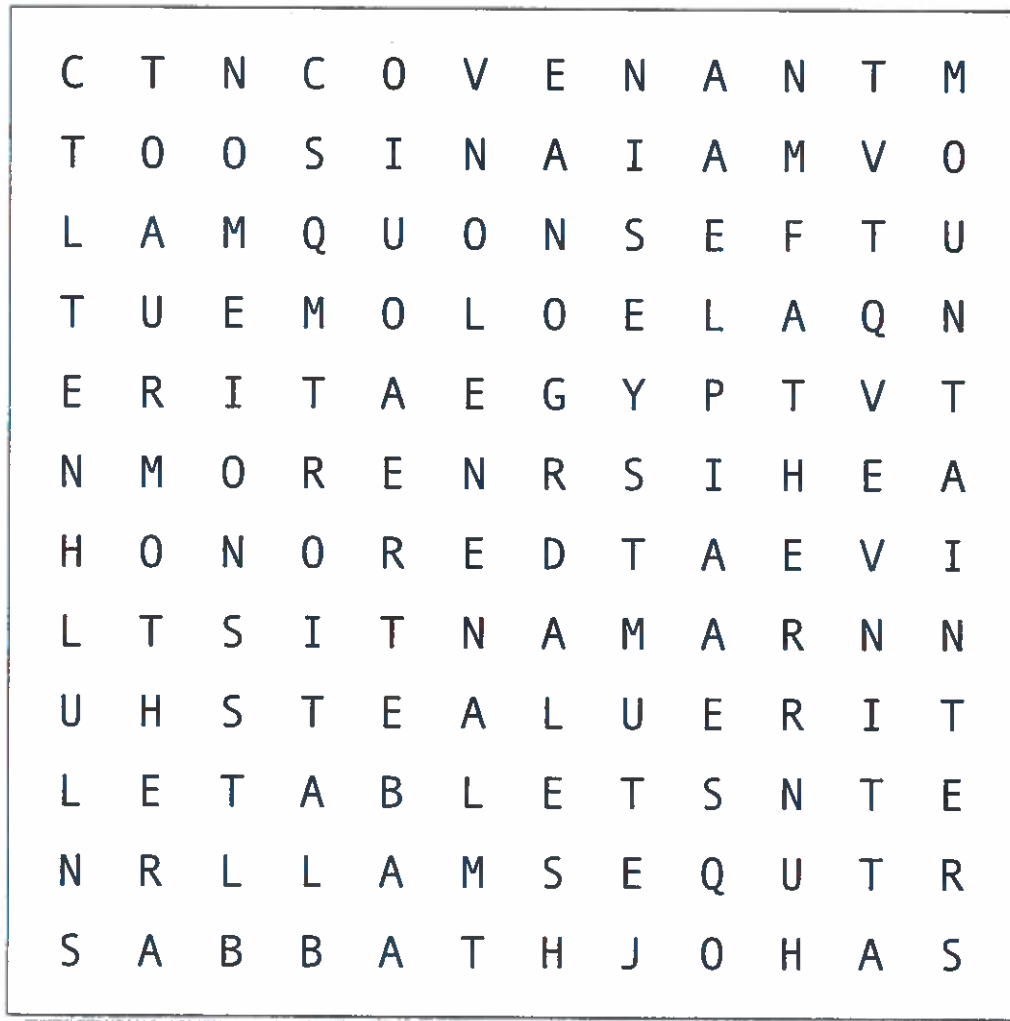 C T N C O V E N A N T M
T O O S I N A I A M V O
L A M Q U O N S E F T U
T U E M O L O E L A Q N
E R I T A E G Y P T V T
N M O R E N R S I H E A
H O N O R E D T A E V I
L T S I T N A M A R N N
U H S T E A L U E R I T
L E T A B L E T S N T E
N R L L A M S E Q U T R
S A B B A T H J O H A S